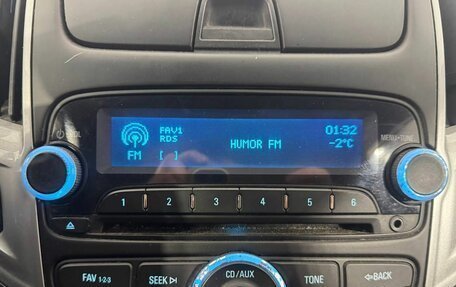 VOL
FAV1
RDS
FM [ ]
HUMOR FM
01:32
-2°C
MENU TUNE
1 2 3 4 5 6
FAV 1-2-3
SEEK
CD/AUX
TONE
BACK